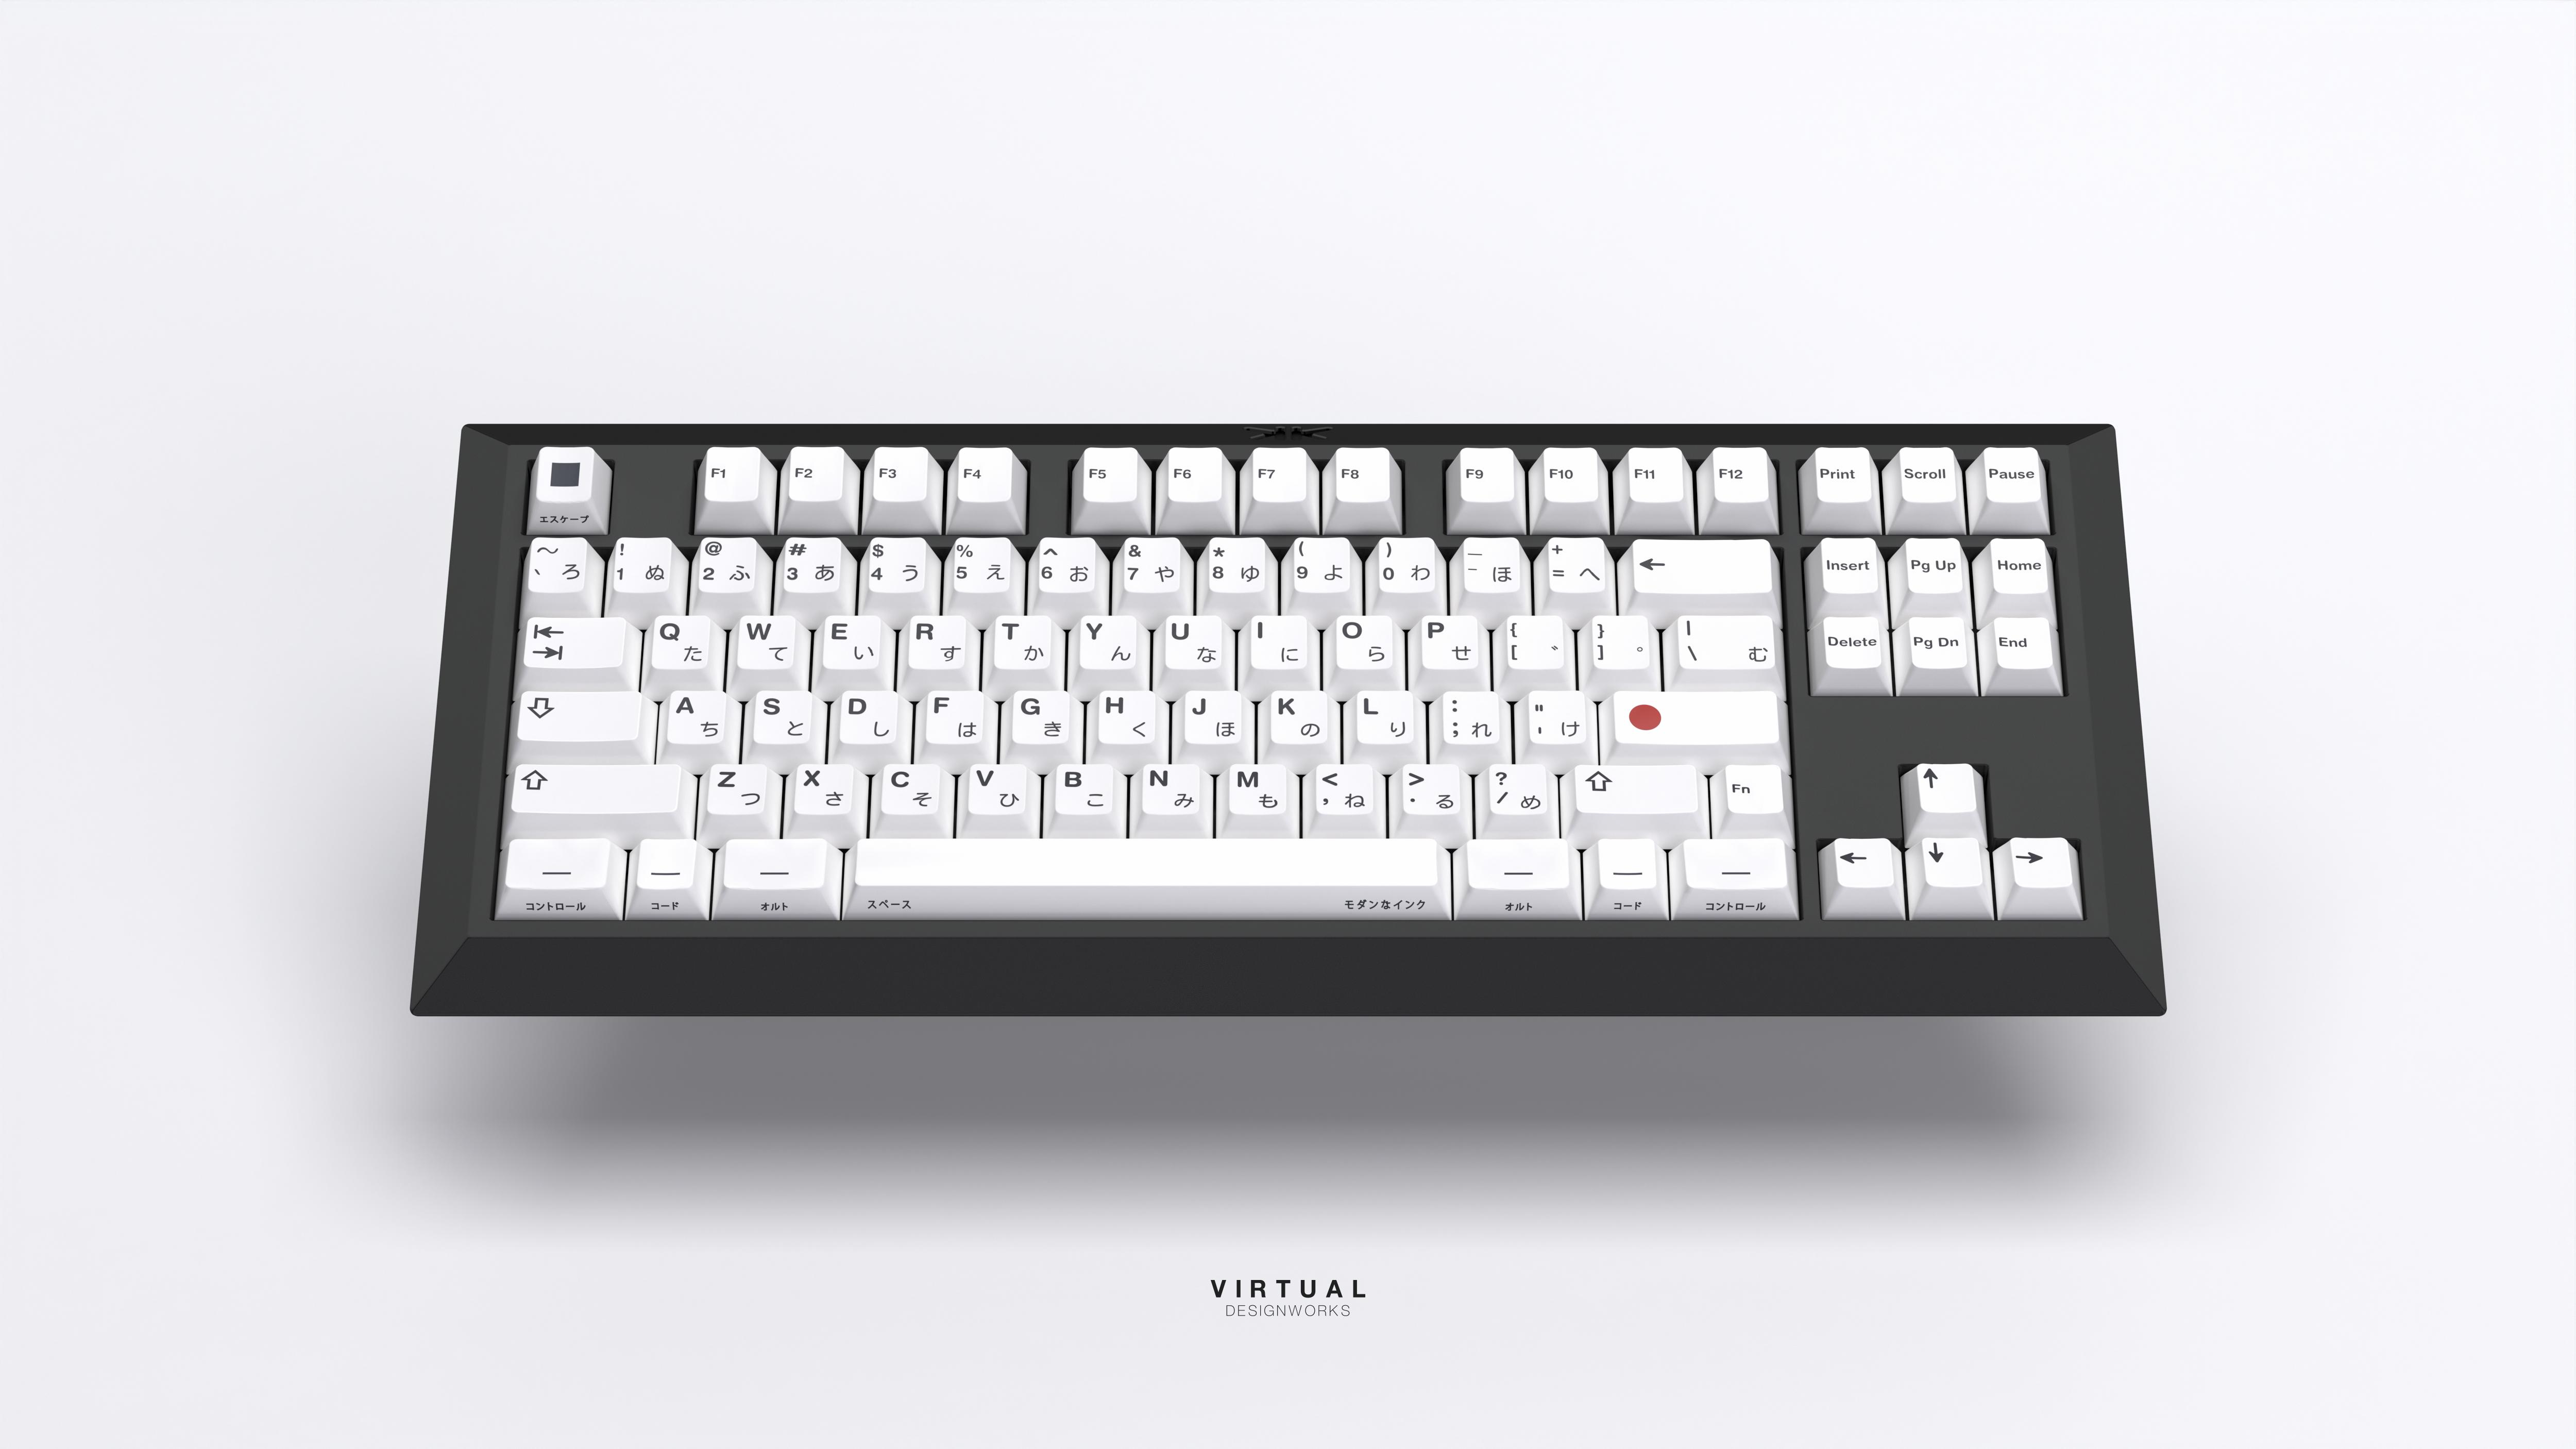 F1 F2 F3 F4 F5 F6 F7 F8 F9 F10 F11 F12 Print Scroll Pause
エスケープ
~ ! @ # $ % ^ & * ( ) _ +
` ろ 1 ぬ 2 ふ 3 あ 4 う 5 え 6 お 7 や 8 ゆ 9 よ 0 わ - ほ = へ ← Insert Pg Up Home
⇤ Q W E R T Y U I O P { } |
⇥ た て い す か ん な に ら せ [ ゛ ] ゜ \ む Delete Pg Dn End
⇩ A S D F G H J K L : "
ち と し は き く ほ の り ; れ ' け
⇧ Z X C V B N M < > ? ⇧ Fn ↑
つ さ そ ひ こ み も , ね . る / め
← ↓ →
コントロール コード オルト スペース モダンなインク オルト コード コントロール
VIRTUAL
DESIGNWORKS